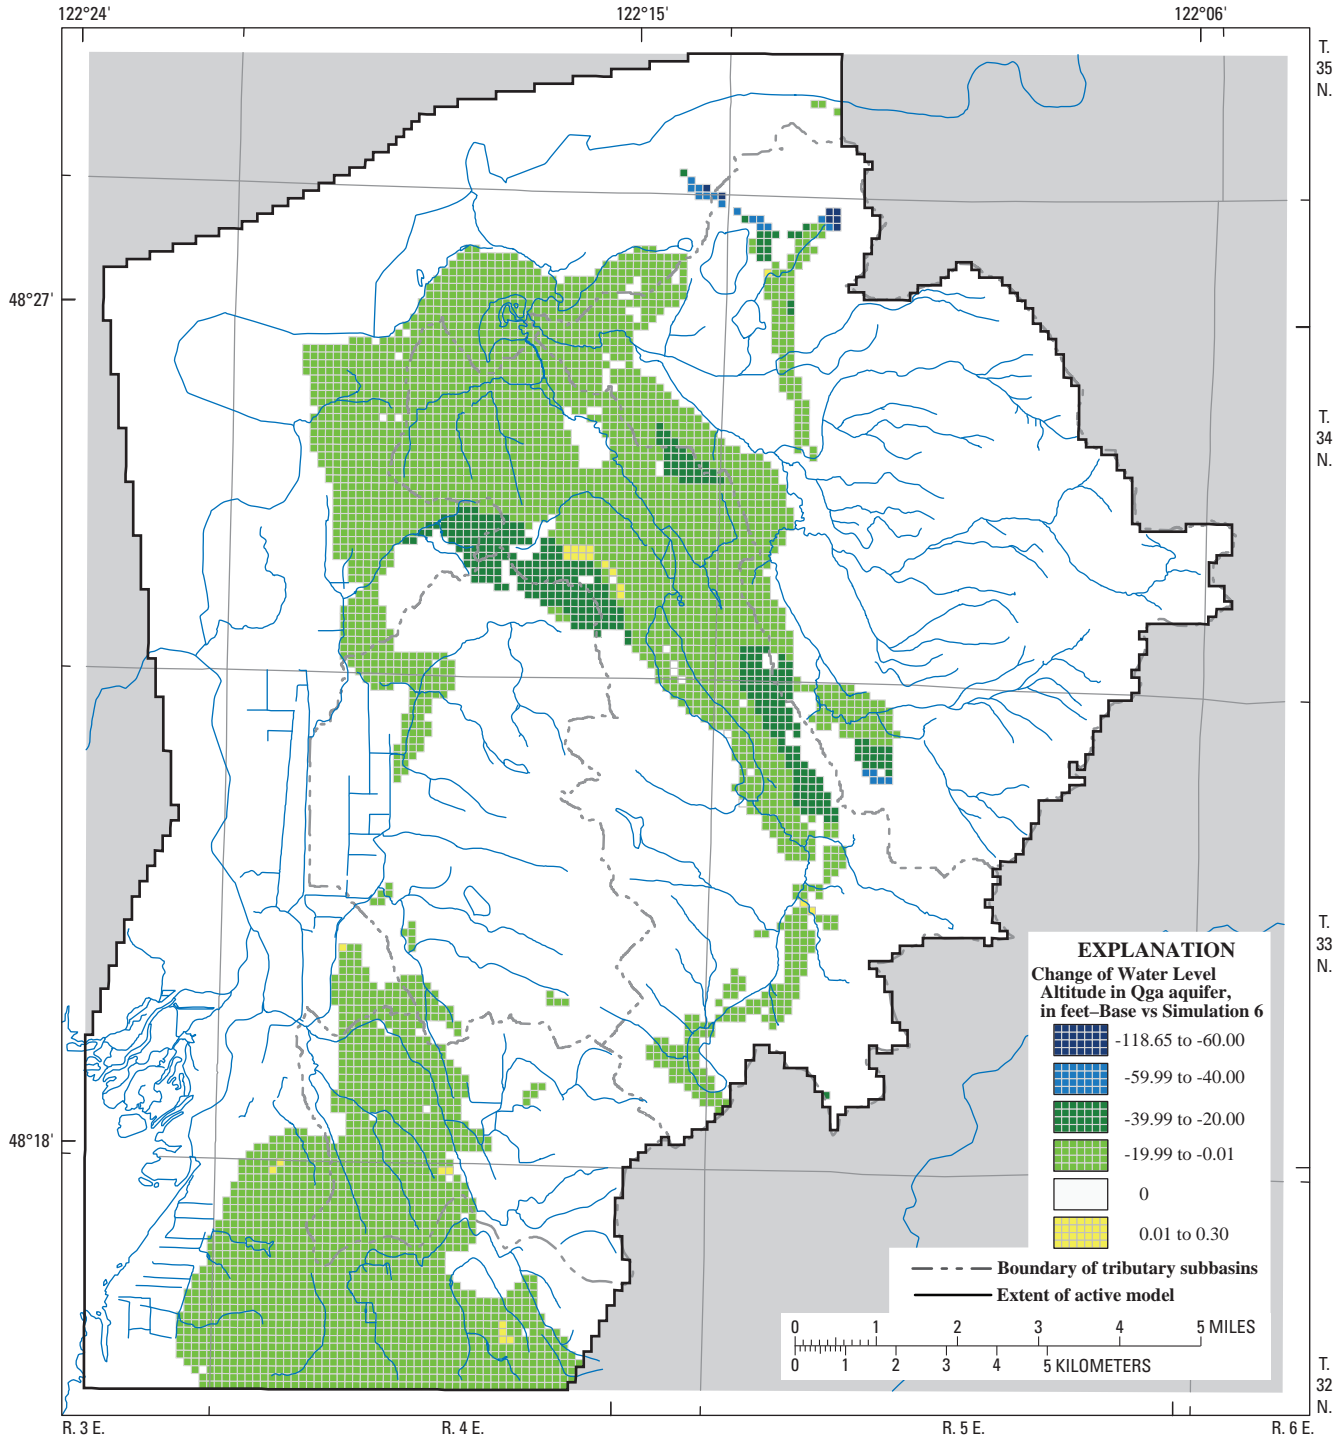 122°24'
122°15'
122°06'
T.
35
N.
48°27'
T.
34
N.
T.
33
N.
EXPLANATION
Change of Water Level
Altitude in Qga aquifer,
in feet–Base vs Simulation 6
-118.65 to -60.00
-59.99 to -40.00
-39.99 to -20.00
-19.99 to -0.01
0
0.01 to 0.30
Boundary of tributary subbasins
Extent of active model
48°18'
0 1 2 3 4 5 MILES
0 1 2 3 4 5 KILOMETERS
T.
32
N.
R. 3 E.
R. 4 E.
R. 5 E.
R. 6 E.